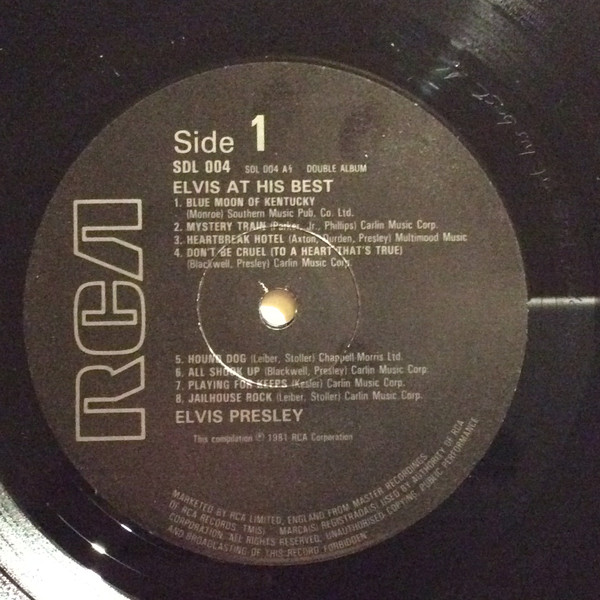 Side 1
SDL 004 SDL 004 A DOUBLE ALBUM
ELVIS AT HIS BEST
1. BLUE MOON OF KENTUCKY
(Monroe) Southern Music Pub. Co. Ltd.
2. MYSTERY TRAIN (Parker, Jr., Phillips) Carlin Music Corp.
3. HEARTBREAK HOTEL (Axton, Durden, Presley) Multimood Music
4. DON'T BE CRUEL (TO A HEART THAT'S TRUE)
(Blackwell, Presley) Carlin Music Corp.
RCA
5. HOUND DOG (Leiber, Stoller) Chappell-Morris Ltd.
6. ALL SHOOK UP (Blackwell, Presley) Carlin Music Corp.
7. PLAYING FOR KEEPS (Kesler) Carlin Music Corp.
8. JAILHOUSE ROCK (Leiber, Stoller) Carlin Music Corp.
ELVIS PRESLEY
This compilation ℗ 1981 RCA Corporation
MARKETED BY RCA LIMITED, ENGLAND FROM MASTER RECORDINGS
OF RCA RECORDS. TM(S) MARCA(S) REGISTRADA(S) USED BY AUTHORITY OF RCA
CORPORATION. ALL RIGHTS RESERVED. UNAUTHORISED COPYING, PUBLIC PERFORMANCE
AND BROADCASTING OF THIS RECORD FORBIDDEN